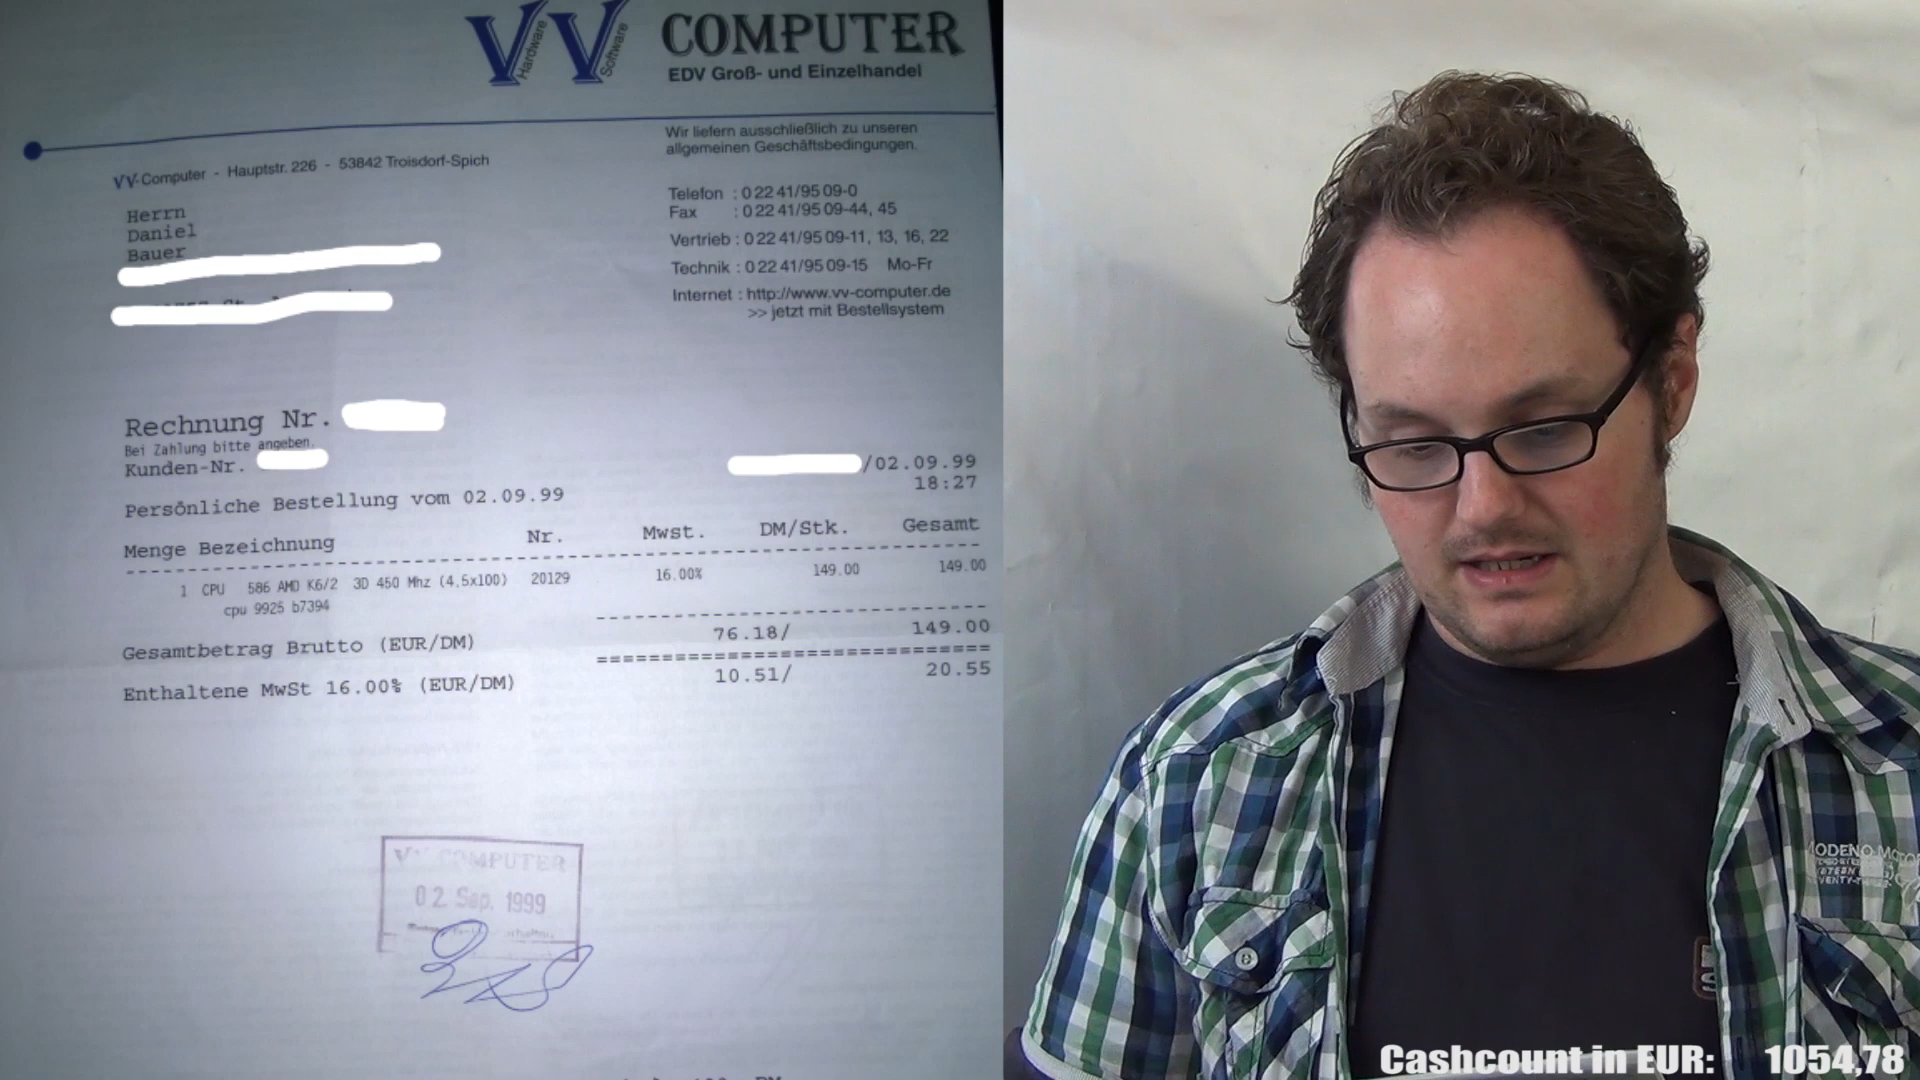 VV COMPUTER
Hardware
Software
EDV Groß- und Einzelhandel
Wir liefern ausschließlich zu unseren
allgemeinen Geschäftsbedingungen.
VV-Computer - Hauptstr. 226 - 53842 Troisdorf-Spich
Herrn
Daniel
Bauer
Telefon : 0 22 41/95 09-0
Fax : 0 22 41/95 09-44, 45
Vertrieb : 0 22 41/95 09-11, 13, 16, 22
Technik : 0 22 41/95 09-15 Mo-Fr
Internet : http://www.vv-computer.de
>> jetzt mit Bestellsystem
Rechnung Nr.
Bei Zahlung bitte angeben.
Kunden-Nr.
/02.09.99
18:27
Persönliche Bestellung vom 02.09.99
Menge Bezeichnung Nr. Mwst. DM/Stk. Gesamt
1 CPU 586 AMD K6/2 3D 450 Mhz (4,5x100) 20129 16.00% 149.00 149.00
cpu 9925 b7394
Gesamtbetrag Brutto (EUR/DM) 76.18/ 149.00
Enthaltene MwSt 16.00% (EUR/DM) 10.51/ 20.55
VV COMPUTER
02. Sep. 1999
MODENO MOTOR
Cashcount in EUR: 1054,78